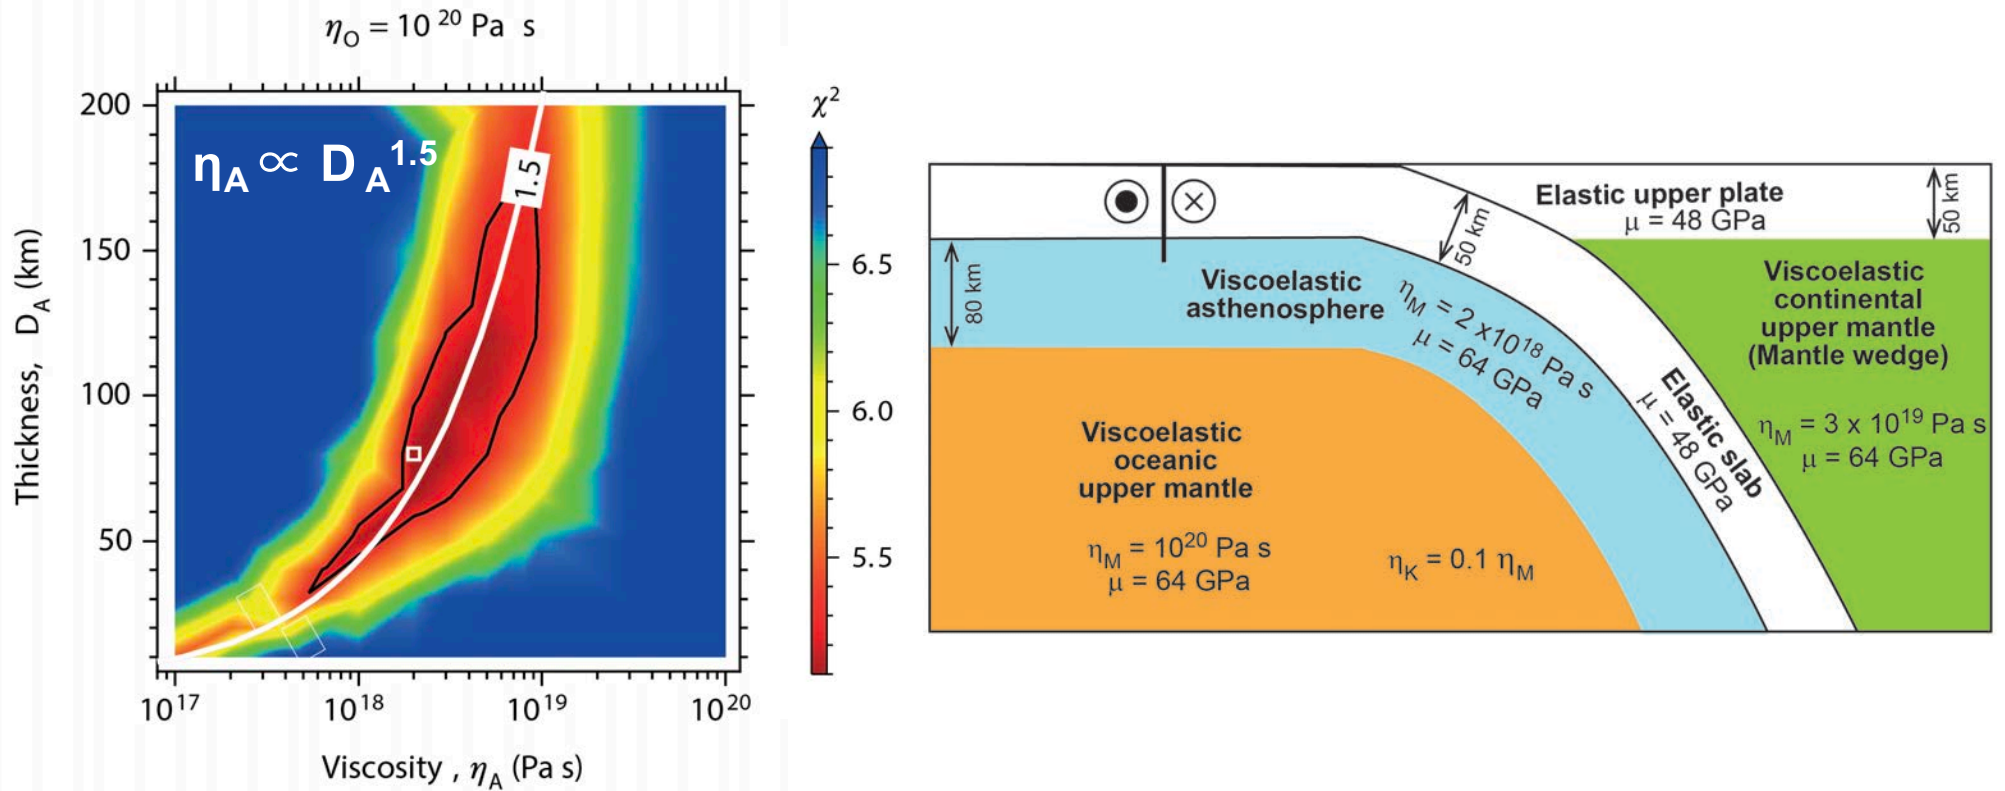 η_O = 10^20 Pa s
η_A ∝ D_A^1.5
1.5
200
150
100
50
Thickness, D_A (km)
10^17
10^18
10^19
10^20
Viscosity , η_A (Pa s)
χ^2
6.5
6.0
5.5
Elastic upper plate
μ = 48 GPa
50 km
50 km
80 km
Viscoelastic
asthenosphere
η_M = 2 x10^18 Pa s
μ = 64 GPa
Viscoelastic
continental
upper mantle
(Mantle wedge)
η_M = 3 x 10^19 Pa s
μ = 64 GPa
Elastic slab
μ = 48 GPa
Viscoelastic
oceanic
upper mantle
η_M = 10^20 Pa s
μ = 64 GPa
η_K = 0.1 η_M